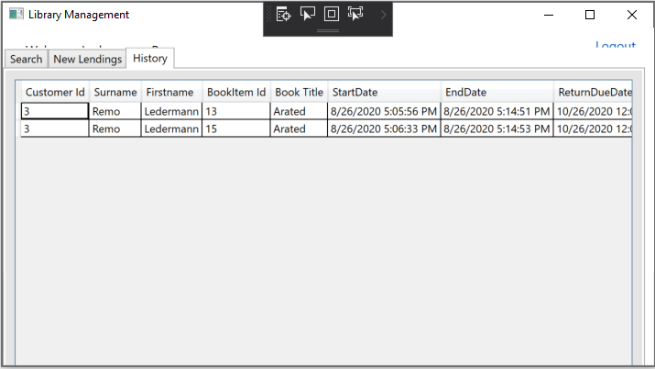 Library Management
Logout
Search New Lendings History
Customer Id Surname Firstname BookItem Id Book Title StartDate EndDate ReturnDueDate
3 Remo Ledermann 13 Arated 8/26/2020 5:05:56 PM 8/26/2020 5:14:51 PM 10/26/2020 12:0
3 Remo Ledermann 15 Arated 8/26/2020 5:06:33 PM 8/26/2020 5:14:53 PM 10/26/2020 12:0